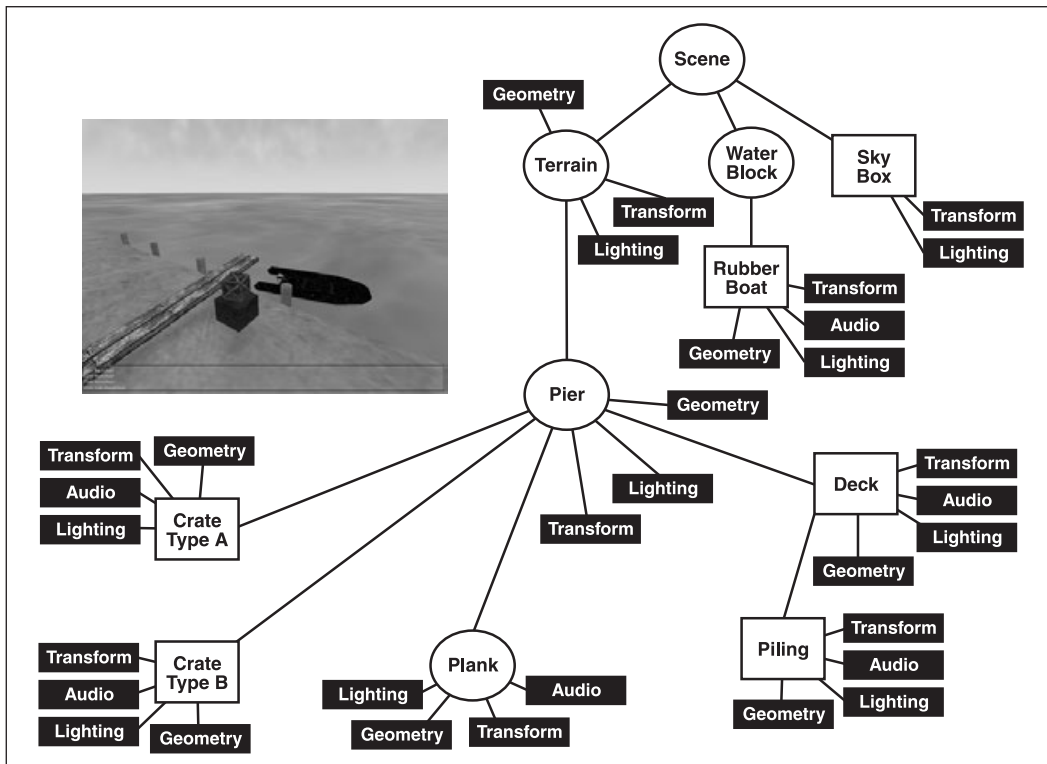 Scene
Geometry
Terrain
Water
Block
Sky
Box
Transform
Lighting
Transform
Lighting
Rubber
Boat
Transform
Audio
Lighting
Geometry
Pier
Geometry
Lighting
Transform
Transform
Geometry
Audio
Lighting
Crate
Type A
Deck
Transform
Audio
Lighting
Geometry
Transform
Audio
Lighting
Crate
Type B
Geometry
Plank
Lighting
Audio
Geometry
Transform
Piling
Transform
Audio
Lighting
Geometry